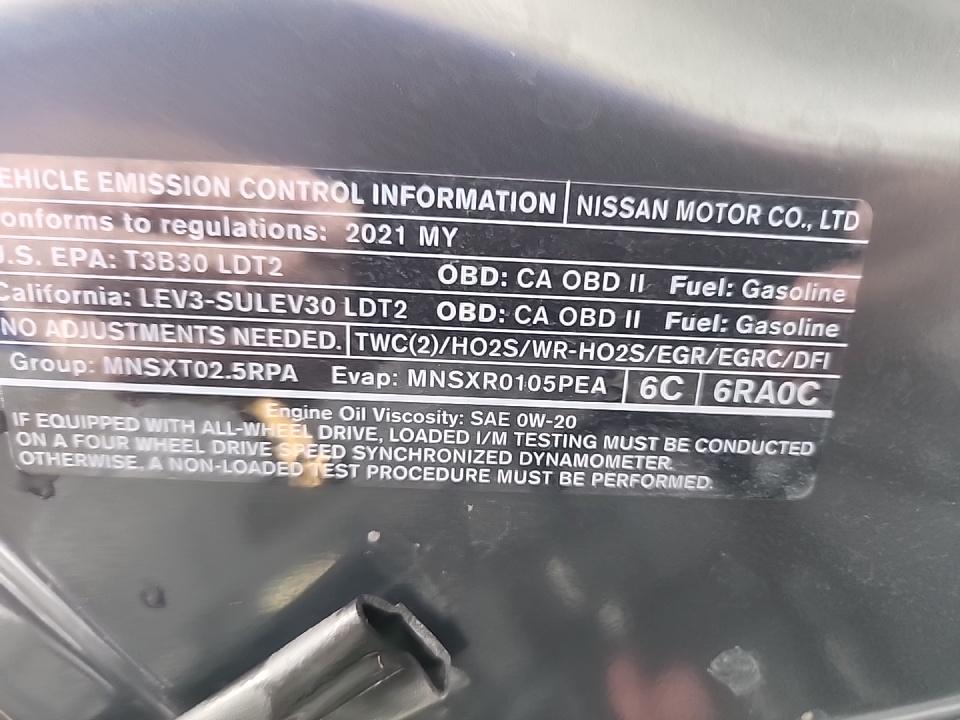 EHICLE EMISSION CONTROL INFORMATION NISSAN MOTOR CO., LTD
onforms to regulations: 2021 MY
.S. EPA: T3B30 LDT2 OBD: CA OBD II Fuel: Gasoline
California: LEV3-SULEV30 LDT2 OBD: CA OBD II Fuel: Gasoline
NO ADJUSTMENTS NEEDED. TWC(2)/HO2S/WR-HO2S/EGR/EGRC/DFI
Group: MNSXT02.5RPA Evap: MNSXR0105PEA 6C 6RA0C
Engine Oil Viscosity: SAE 0W-20
IF EQUIPPED WITH ALL-WHEEL DRIVE, LOADED I/M TESTING MUST BE CONDUCTED
ON A FOUR WHEEL DRIVE SPEED SYNCHRONIZED DYNAMOMETER.
OTHERWISE, A NON-LOADED TEST PROCEDURE MUST BE PERFORMED.